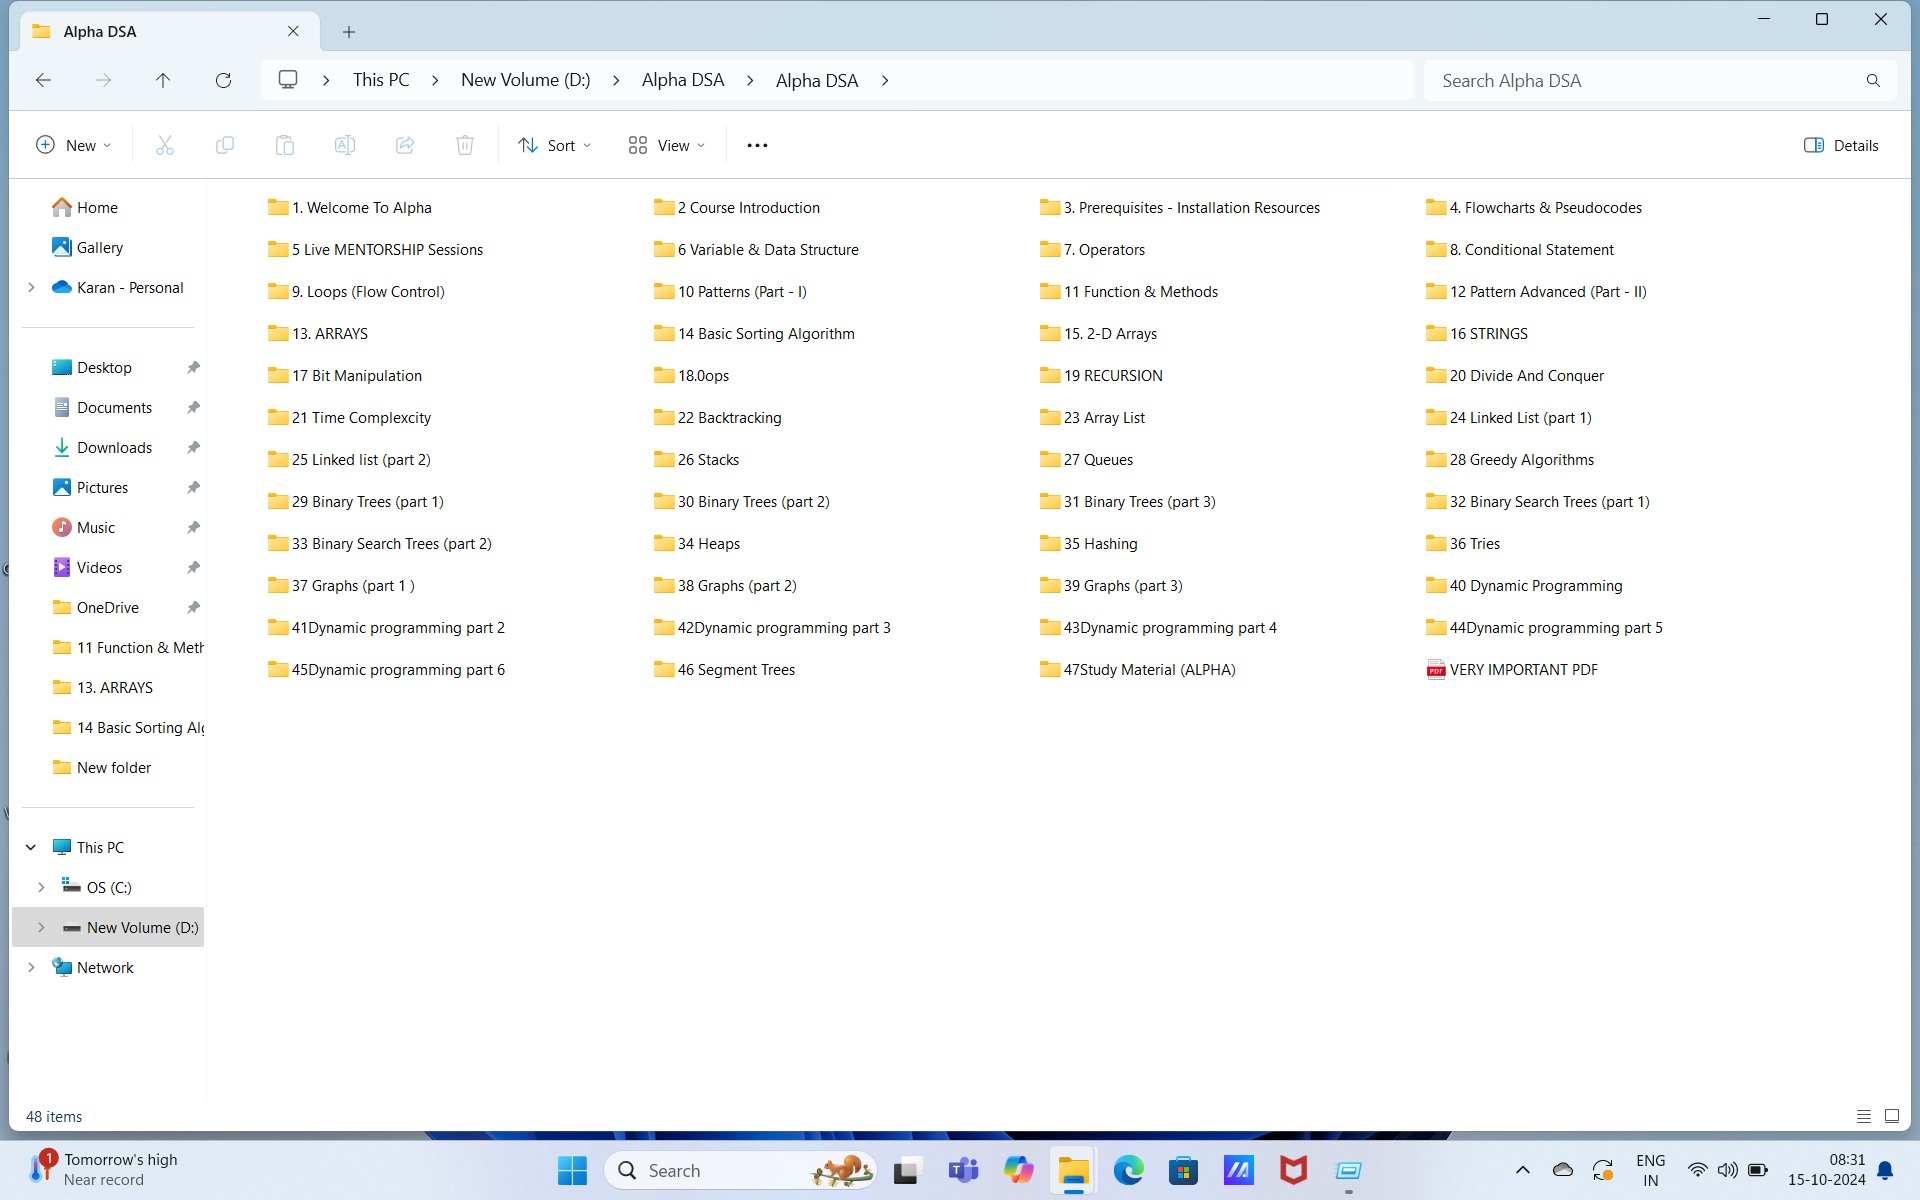 Alpha DSA
This PC
New Volume (D:)
Alpha DSA
Alpha DSA
Search Alpha DSA
New
Sort
View
Details
Home
Gallery
Karan - Personal
Desktop
Documents
Downloads
Pictures
Music
Videos
OneDrive
11 Function & Meth
13. ARRAYS
14 Basic Sorting Alg
New folder
This PC
OS (C:)
New Volume (D:)
Network
1. Welcome To Alpha
2 Course Introduction
3. Prerequisites - Installation Resources
4. Flowcharts & Pseudocodes
5 Live MENTORSHIP Sessions
6 Variable & Data Structure
7. Operators
8. Conditional Statement
9. Loops (Flow Control)
10 Patterns (Part - I)
11 Function & Methods
12 Pattern Advanced (Part - II)
13. ARRAYS
14 Basic Sorting Algorithm
15. 2-D Arrays
16 STRINGS
17 Bit Manipulation
18.0ops
19 RECURSION
20 Divide And Conquer
21 Time Complexcity
22 Backtracking
23 Array List
24 Linked List (part 1)
25 Linked list (part 2)
26 Stacks
27 Queues
28 Greedy Algorithms
29 Binary Trees (part 1)
30 Binary Trees (part 2)
31 Binary Trees (part 3)
32 Binary Search Trees (part 1)
33 Binary Search Trees (part 2)
34 Heaps
35 Hashing
36 Tries
37 Graphs (part 1 )
38 Graphs (part 2)
39 Graphs (part 3)
40 Dynamic Programming
41Dynamic programming part 2
42Dynamic programming part 3
43Dynamic programming part 4
44Dynamic programming part 5
45Dynamic programming part 6
46 Segment Trees
47Study Material (ALPHA)
PDF
VERY IMPORTANT PDF
48 items
1
Tomorrow's high
Near record
Search
ENG
IN
08:31
15-10-2024